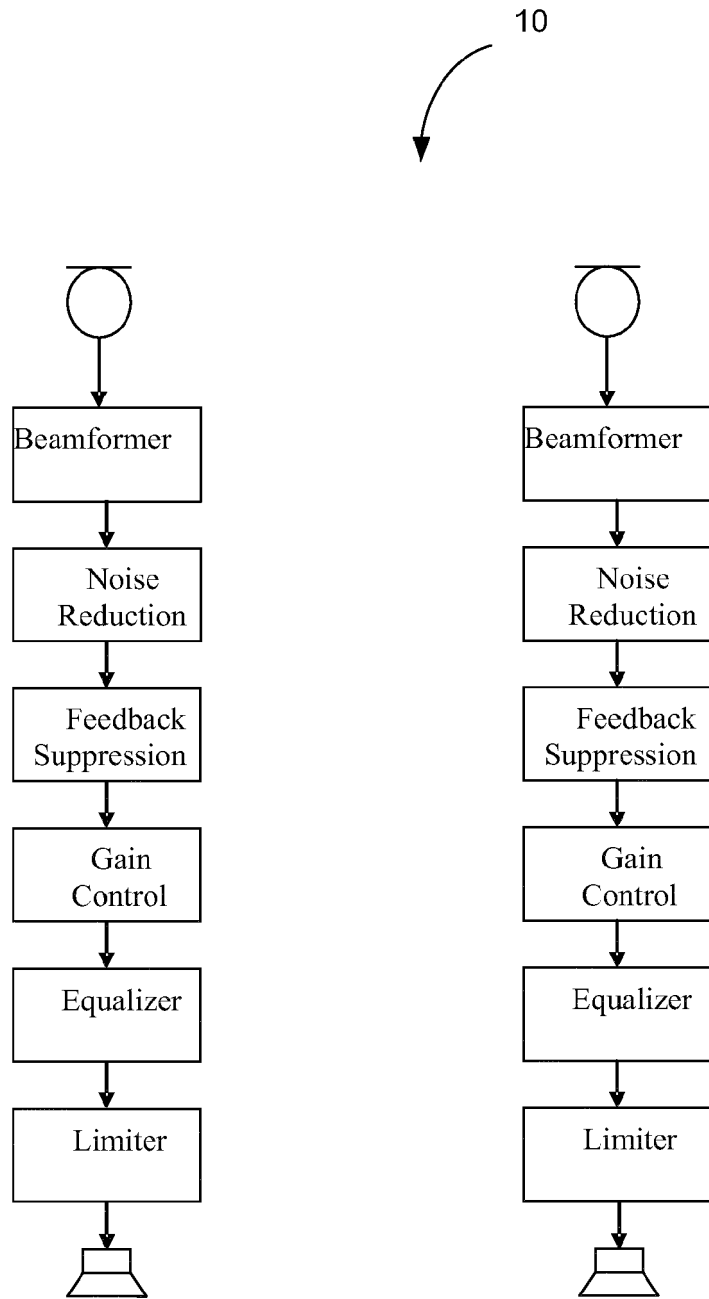 10
Beamformer
Beamformer
Noise
Reduction
Noise
Reduction
Feedback
Suppression
Feedback
Suppression
Gain
Control
Gain
Control
Equalizer
Equalizer
Limiter
Limiter